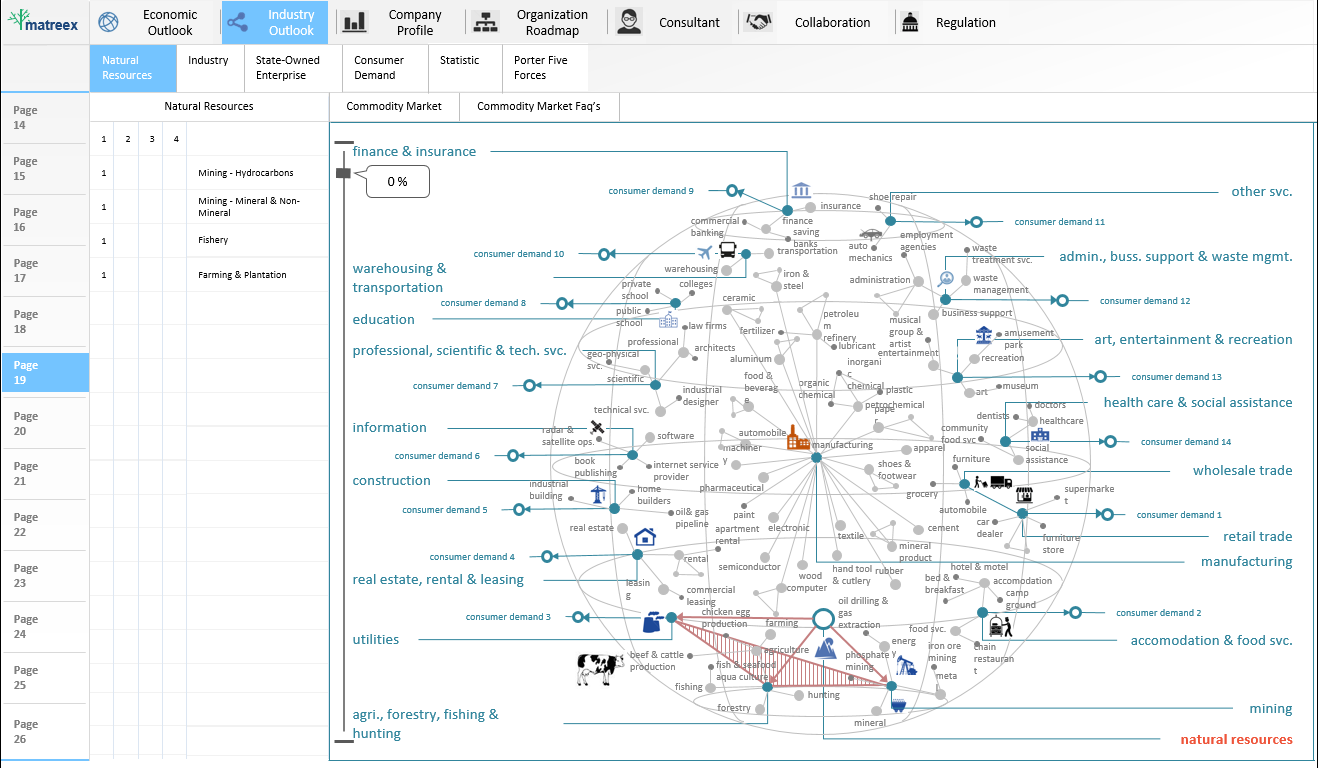 matreex
Economic
Outlook
Industry
Outlook
Company
Profile
Organization
Roadmap
Consultant
Collaboration
Regulation
Natural
Resources
Industry
State-Owned
Enterprise
Consumer
Demand
Statistic
Porter Five
Forces
Page
14
Page
15
Page
16
Page
17
Page
18
Page
19
Page
20
Page
21
Page
22
Page
23
Page
24
Page
25
Page
26
Natural Resources
1 2 3 4
1 Mining - Hydrocarbons
1 Mining - Mineral & Non-
Mineral
1 Fishery
1 Farming & Plantation
Commodity Market
Commodity Market Faq's
finance & insurance
0 %
consumer demand 9
insurance
shoe repair
other svc.
commercial
banking
finance
saving
banks
auto
mechanics
employment
agencies
consumer demand 11
consumer demand 10
transportation
waste
treatment svc.
admin., buss. support & waste mgmt.
warehousing &
transportation
warehousing
iron &
steel
administration
waste
management
private
school
colleges
consumer demand 8
ceramic
consumer demand 12
education
public
school
law firms
fertilizer
petroleu
m
refinery
musical
group &
artist
business support
professional, scientific & tech. svc.
professional
architects
lubricant
entertainment
amusement
park
art, entertainment & recreation
geo-physical
svc.
aluminum
inorgani
c
chemical
recreation
scientific
food &
beverag
e
organic
chemical
plastic
consumer demand 13
consumer demand 7
industrial
designer
art
museum
technical svc.
petrochemical
pape
r
doctors
health care & social assistance
information
radar &
satellite ops.
software
automobile
machiner
y
manufacturing
dentists
healthcare
community
food svc
consumer demand 14
consumer demand 6
apparel
social
assistance
book
publishing
internet service
provider
shoes &
footwear
furniture
wholesale trade
construction
industrial
building
home
builders
pharmaceutical
grocery
supermarke
t
consumer demand 5
oil& gas
pipeline
paint
automobile
car
dealer
consumer demand 1
real estate
apartment
rental
electronic
textile
cement
furniture
store
retail trade
consumer demand 4
rental
semiconductor
mineral
product
manufacturing
real estate, rental & leasing
leasin
g
wood
computer
hand tool
& cutlery
rubber
hotel & motel
bed &
breakfast
accomodation
camp
ground
commercial
leasing
oil drilling &
gas
extraction
consumer demand 3
chicken egg
production
farming
food svc.
consumer demand 2
utilities
energ
y
iron ore
mining
chain
restauran
t
accomodation & food svc.
beef & cattle
production
agriculture
phosphate
mining
fish & seafood
aqua culture
meta
l
fishing
hunting
forestry
mineral
mining
agri., forestry, fishing &
hunting
natural resources